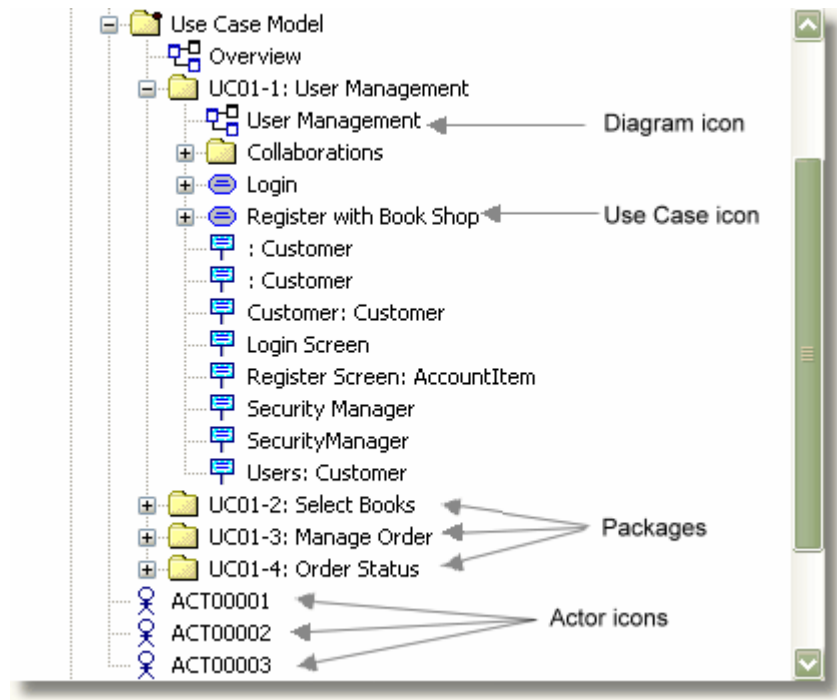 Use Case Model
Overview
UC01-1: User Management
User Management
Diagram icon
Collaborations
Login
Register with Book Shop
Use Case icon
: Customer
: Customer
Customer: Customer
Login Screen
Register Screen: AccountItem
Security Manager
SecurityManager
Users: Customer
UC01-2: Select Books
UC01-3: Manage Order
Packages
UC01-4: Order Status
ACT00001
Actor icons
ACT00002
ACT00003